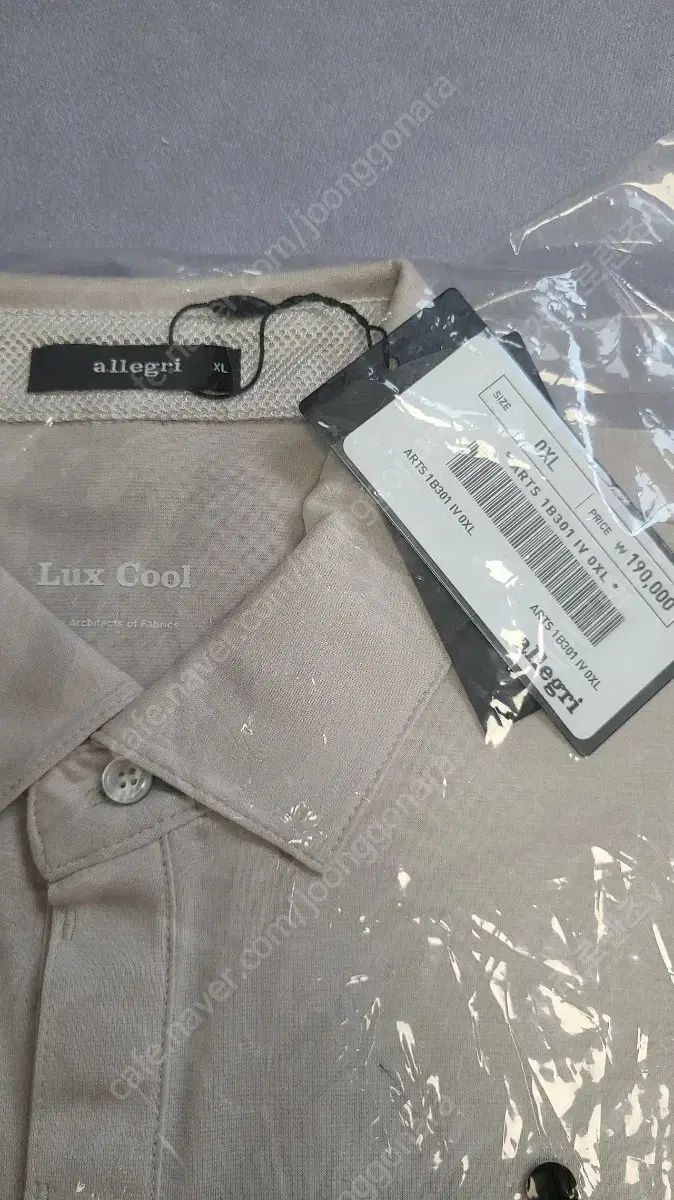 allegri XL
Lux Cool
Architects of Fabrics
SIZE
0XL
PRICE ₩ 190,000
* ARTS 1B301 IV 0XL *
ARTS 1B301 IV 0XL
ARTS 1B301 IV 0XL
allegri
cafe.naver.com/joonggonara
cafe.naver.com/joonggonara
cafe.naver.com/joonggonara